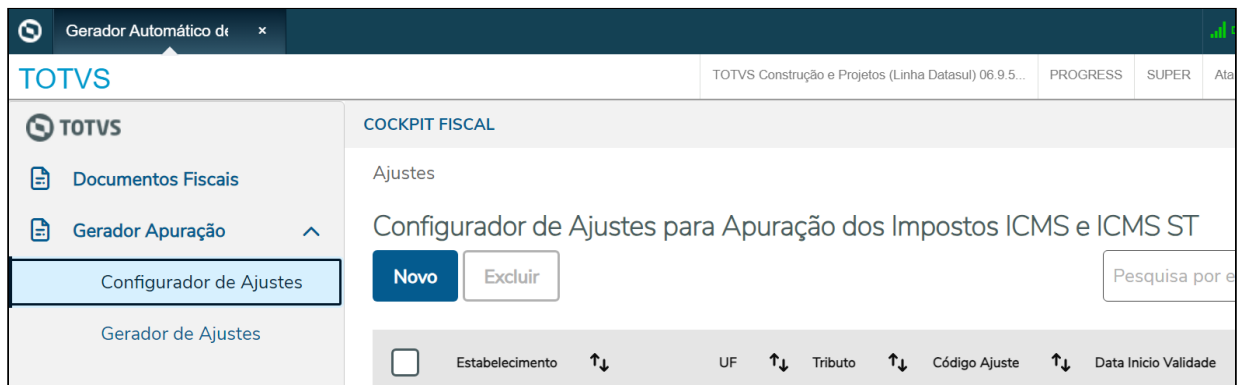 Gerador Automático de ×
TOTVS TOTVS Construção e Projetos (Linha Datasul) 06.9.5... PROGRESS SUPER
TOTVS COCKPIT FISCAL
Documentos Fiscais Ajustes
Gerador Apuração Configurador de Ajustes para Apuração dos Impostos ICMS e ICMS ST
Novo Excluir Pesquisa por e
Configurador de Ajustes
Gerador de Ajustes
Estabelecimento UF Tributo Código Ajuste Data Inicio Validade